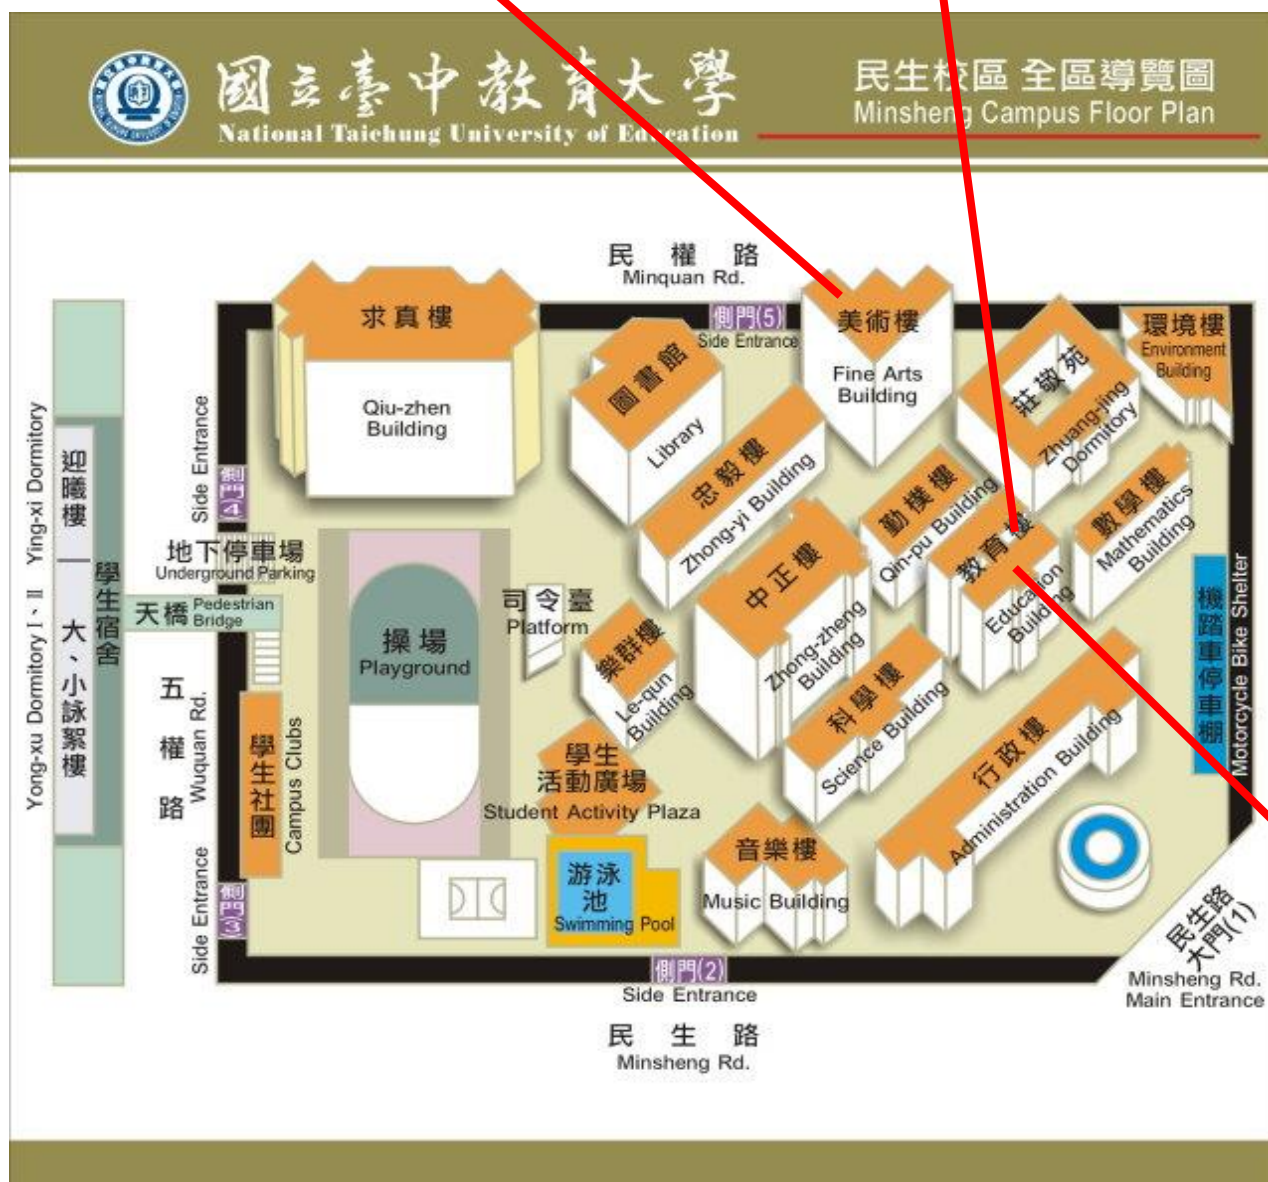 國立臺中教育大學
National Taichung University of Education
民生校區 全區導覽圖
Minsheng Campus Floor Plan
民權路
Minquan Rd.
求真樓
Qiu-zhen
Building
圖書館
Library
側門(5)
Side Entrance
美術樓
Fine Arts
Building
莊敬苑
Zhuang-jing
Dormitory
環境樓
Environment
Building
忠毅樓
Zhong-yi Building
勤樸樓
Qin-pu Building
教育樓
Education
Building
數學樓
Mathematics
Building
中正樓
Zhong-zheng
Building
科學樓
Science Building
行政樓
Administration Building
機踏車停車棚
Motorcycle Bike Shelter
側門(4)
Side Entrance
地下停車場
Underground Parking
天橋
Pedestrian
Bridge
學生宿舍
迎曦樓
Ying-xi Dormitory
大、小詠絮樓
Yong-xu Dormitory I、II
五權路
Wuquan Rd.
學生社團
Campus Clubs
操場
Playground
司令臺
Platform
樂群樓
Le-qun
Building
學生
活動廣場
Student Activity Plaza
游泳
池
Swimming Pool
音樂樓
Music Building
側門(3)
Side Entrance
側門(2)
Side Entrance
民生路
Minsheng Rd.
民生路
大門(1)
Minsheng Rd.
Main Entrance